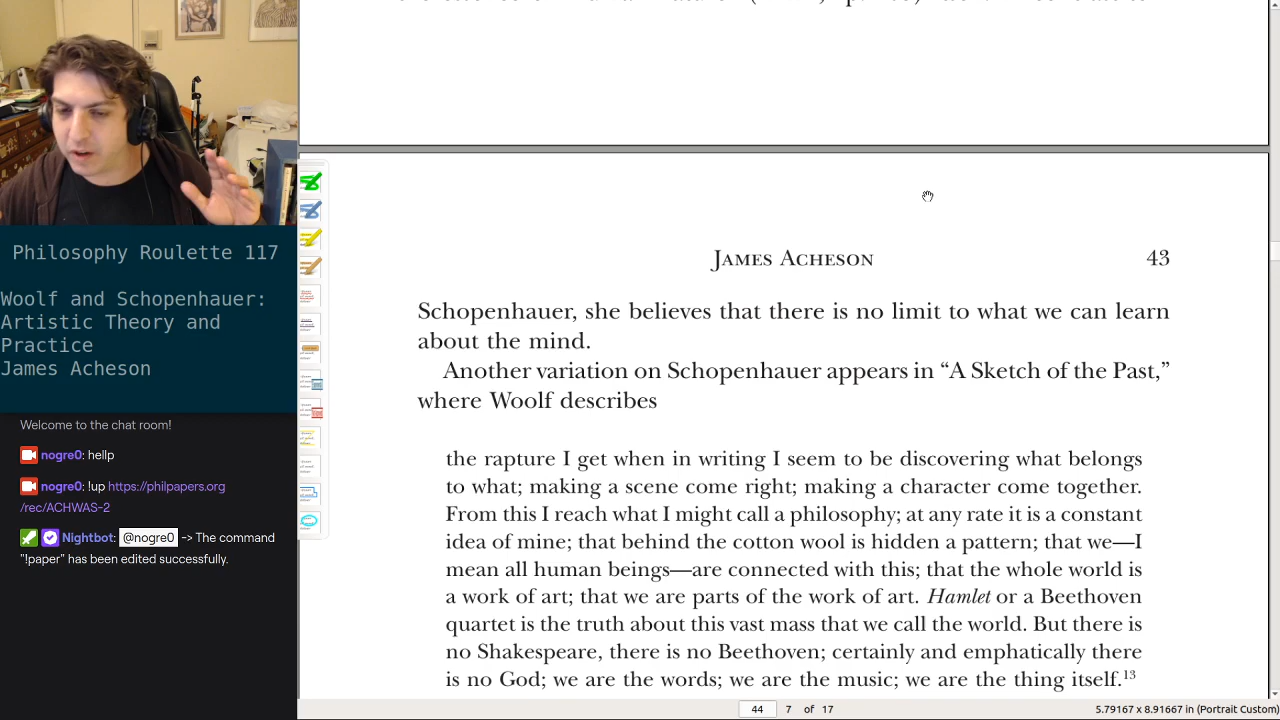 Philosophy Roulette 117
Woolf and Schopenhauer:
Artistic Theory and
Practice
James Acheson
Welcome to the chat room!
nogre0: hellp
nogre0: !up https://philpapers.org
/rec/ACHWAS-2
Nightbot: @nogre0 -> The command
"!paper" has been edited successfully.
James Acheson 43
Schopenhauer, she believes that there is no limit to what we can learn
about the mind.
Another variation on Schopenhauer appears in “A Sketch of the Past,”
where Woolf describes
the rapture I get when in writing I seem to be discovering what belongs
to what; making a scene come right; making a character come together.
From this I reach what I might call a philosophy; at any rate it is a constant
idea of mine; that behind the cotton wool is hidden a pattern; that we—I
mean all human beings—are connected with this; that the whole world is
a work of art; that we are parts of the work of art. Hamlet or a Beethoven
quartet is the truth about this vast mass that we call the world. But there is
no Shakespeare, there is no Beethoven; certainly and emphatically there
is no God; we are the words; we are the music; we are the thing itself.13
44 7 of 17 5.79167 x 8.91667 in (Portrait Custom)